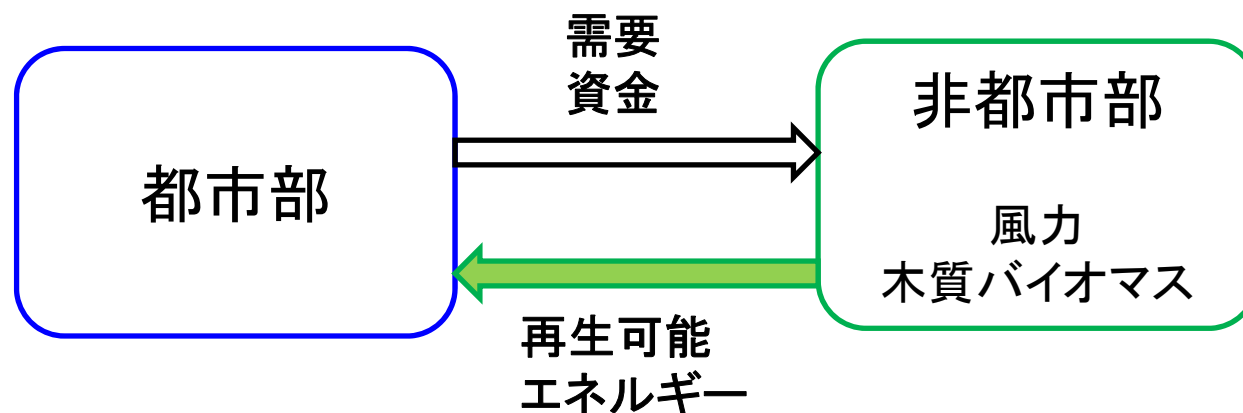 需要
資金
都市部
非都市部
風力
木質バイオマス
再生可能
エネルギー